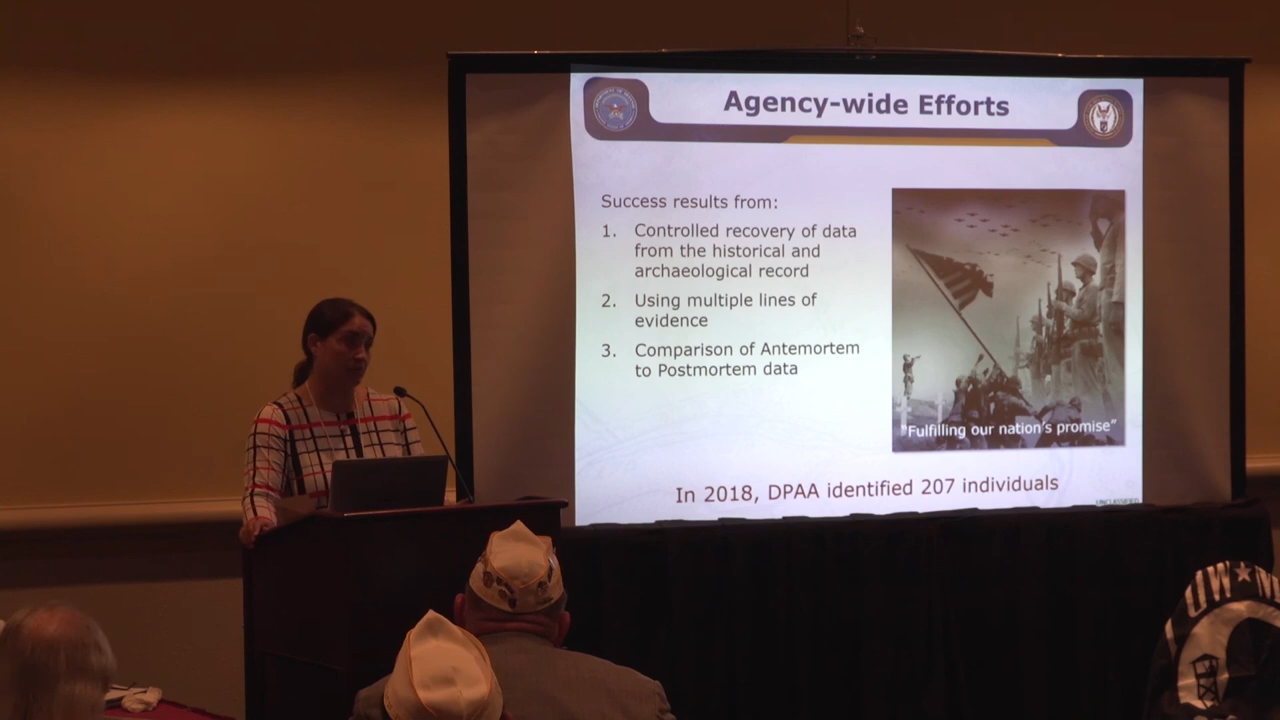 Agency-wide Efforts
Success results from:
1. Controlled recovery of data
from the historical and
archaeological record
2. Using multiple lines of
evidence
3. Comparison of Antemortem
to Postmortem data
"Fulfilling our nation's promise"
In 2018, DPAA identified 207 individuals
UNCLASSIFIED